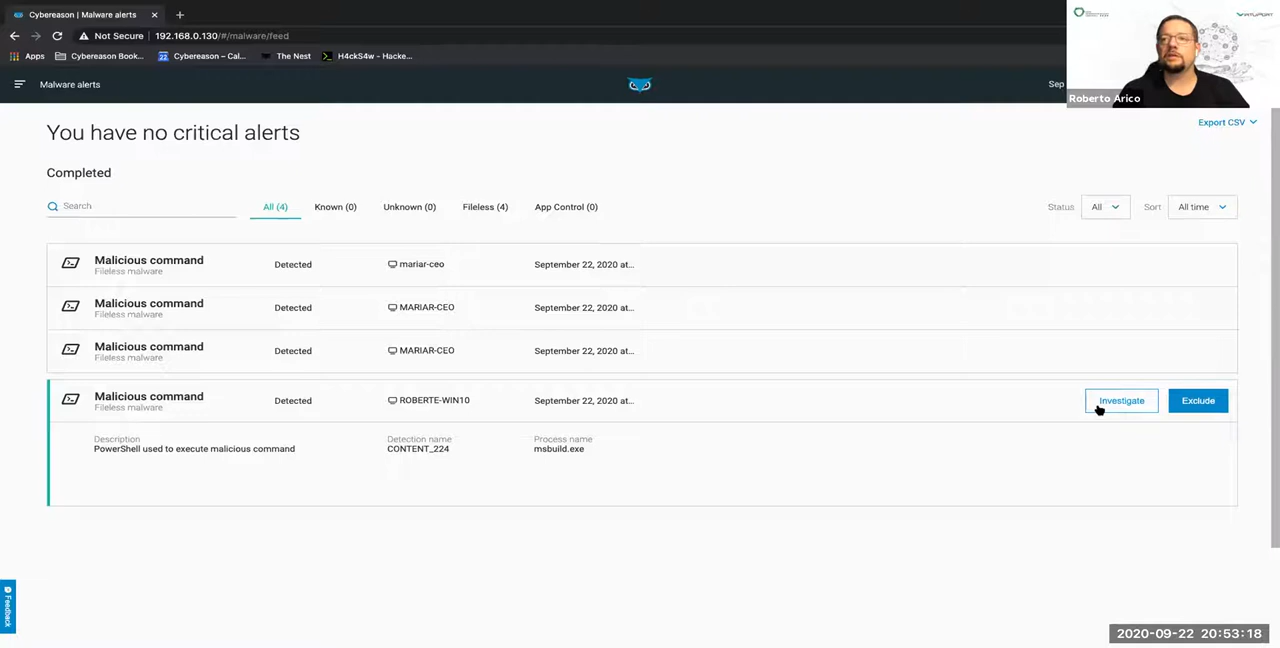 Cybereason | Malware alerts
Not Secure 192.168.0.130/#/malware/feed
Apps Cybereason Book... Cybereason – Cal... The Nest H4ckS4w – Hacke...
Malware alerts Sep
Roberto Arico
You have no critical alerts
Export CSV
Completed
Search All (4) Known (0) Unknown (0) Fileless (4) App Control (0) Status All Sort All time
Malicious command
Fileless malware
Detected mariar-ceo September 22, 2020 at...
Malicious command
Fileless malware
Detected MARIAR-CEO September 22, 2020 at...
Malicious command
Fileless malware
Detected MARIAR-CEO September 22, 2020 at...
Malicious command
Fileless malware
Detected ROBERTE-WIN10 September 22, 2020 at... Investigate Exclude
Description Detection name Process name
PowerShell used to execute malicious command CONTENT_224 msbuild.exe
Feedback
2020-09-22 20:53:18